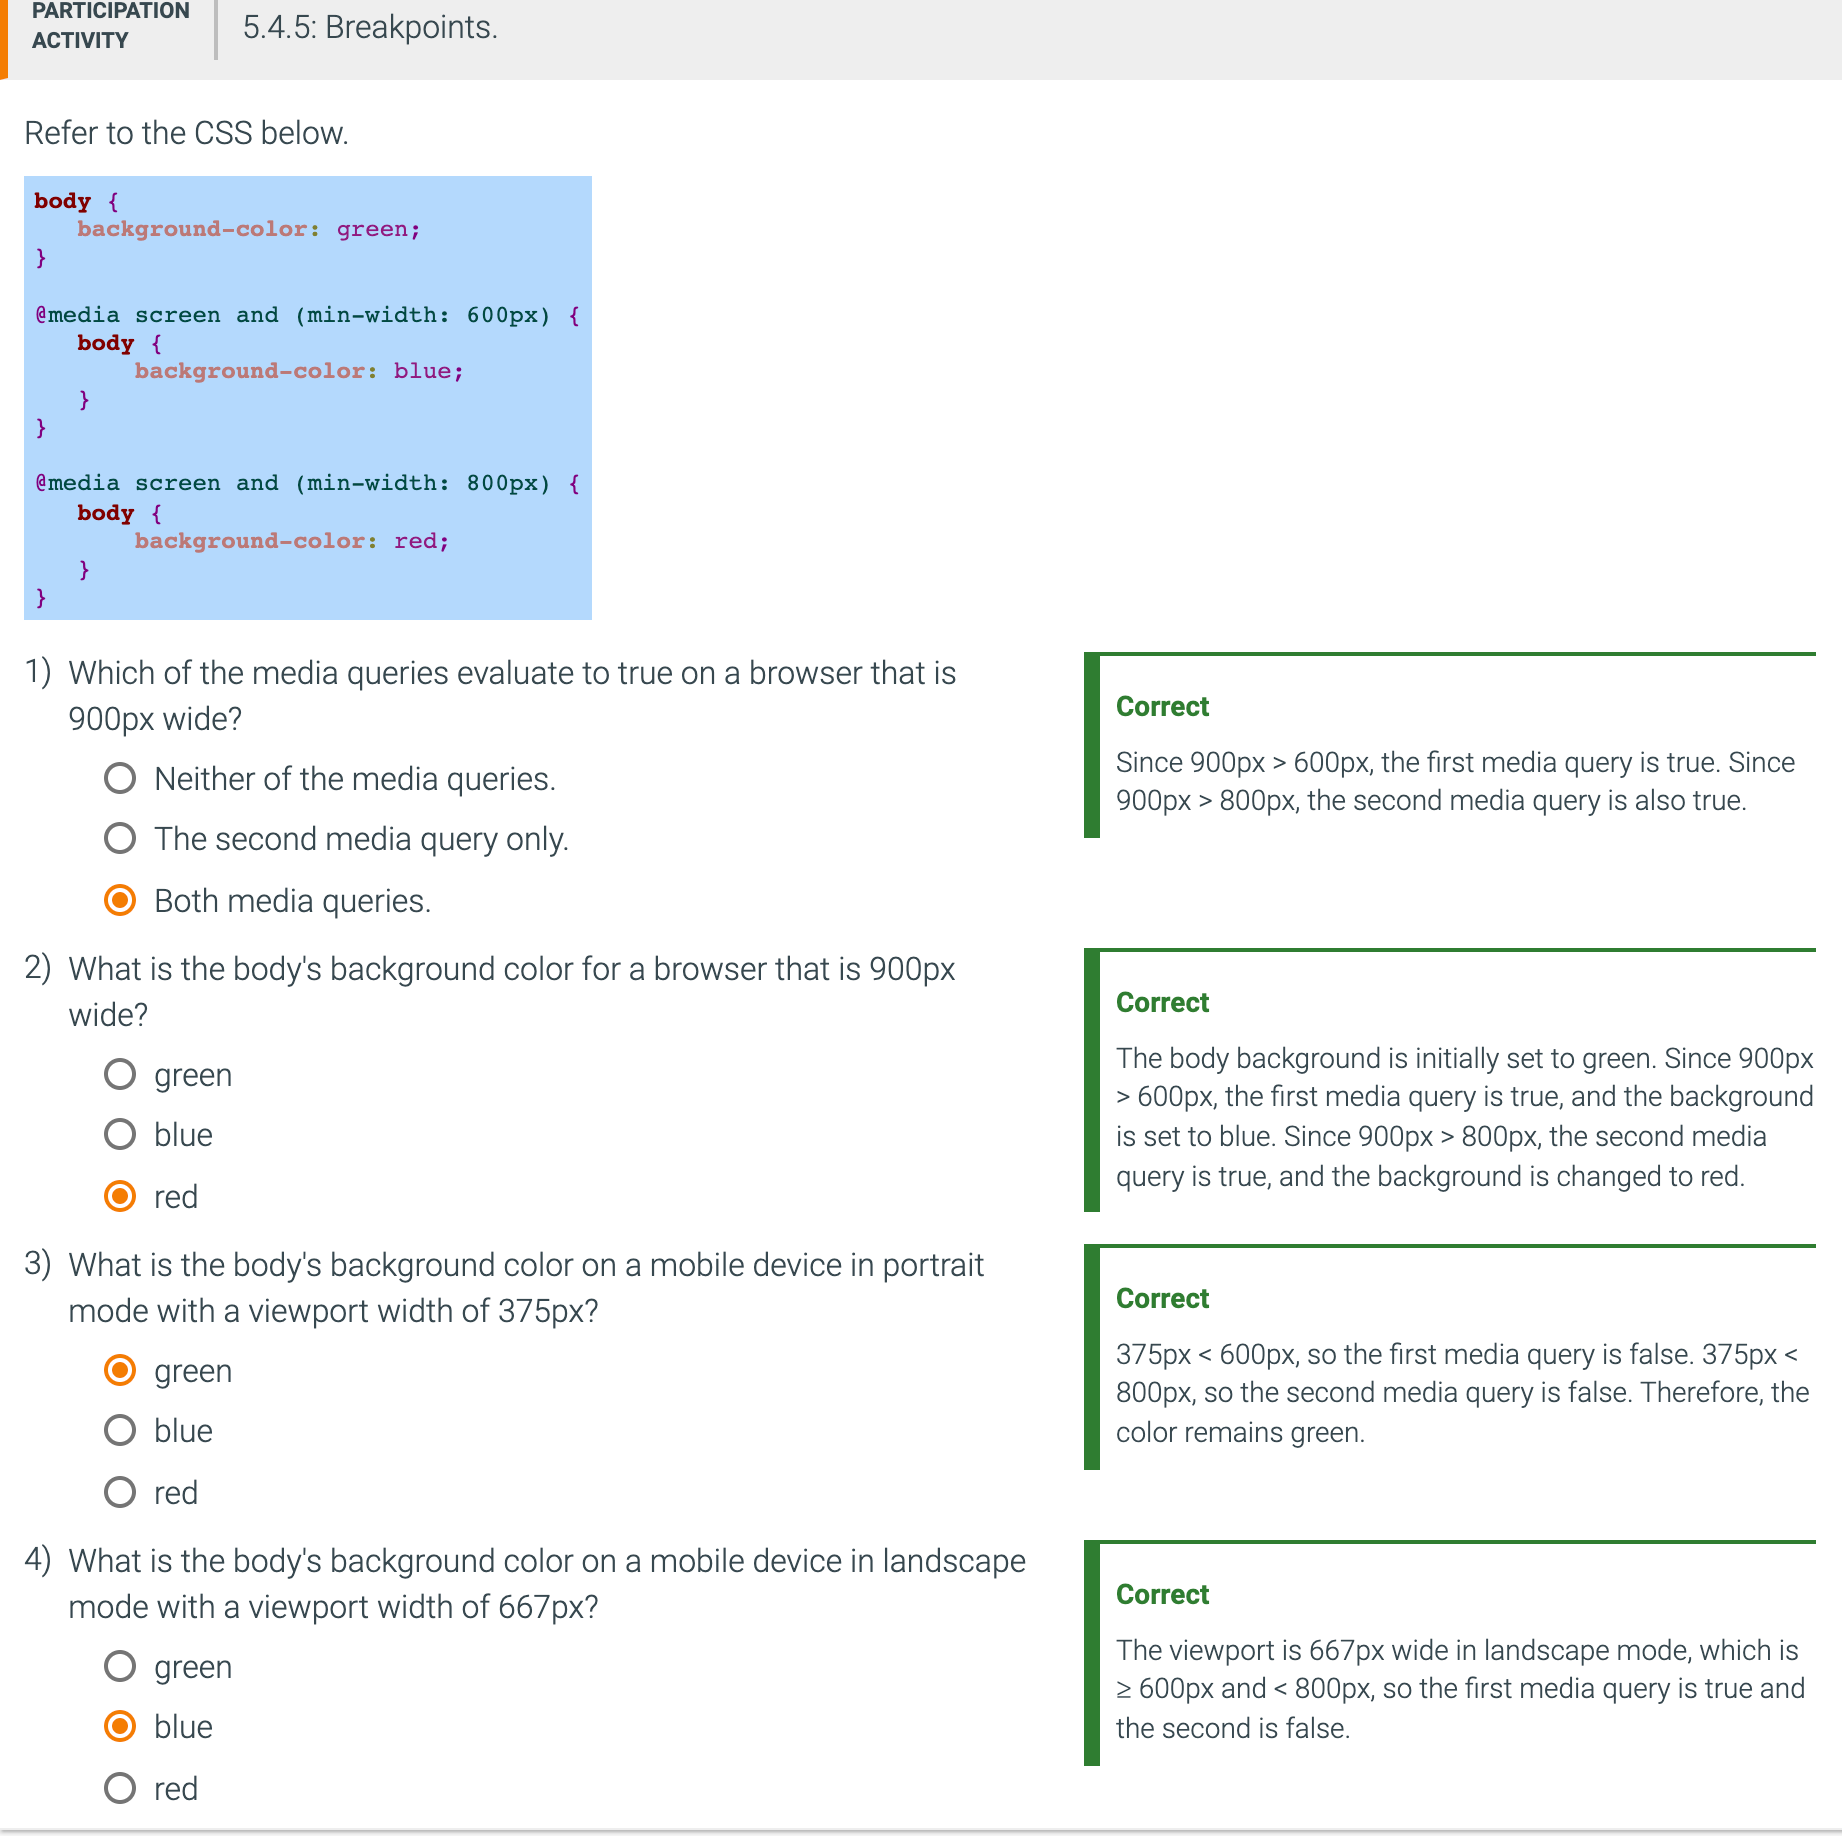 PARTICIPATION
ACTIVITY
5.4.5: Breakpoints.
Refer to the CSS below.
body {
   background-color: green;
}
@media screen and (min-width: 600px) {
   body {
       background-color: blue;
   }
}
@media screen and (min-width: 800px) {
   body {
       background-color: red;
   }
}
1) Which of the media queries evaluate to true on a browser that is
900px wide?
Neither of the media queries.
The second media query only.
Both media queries.
Correct
Since 900px > 600px, the first media query is true. Since
900px > 800px, the second media query is also true.
2) What is the body's background color for a browser that is 900px
wide?
green
blue
red
Correct
The body background is initially set to green. Since 900px
> 600px, the first media query is true, and the background
is set to blue. Since 900px > 800px, the second media
query is true, and the background is changed to red.
3) What is the body's background color on a mobile device in portrait
mode with a viewport width of 375px?
green
blue
red
Correct
375px < 600px, so the first media query is false. 375px <
800px, so the second media query is false. Therefore, the
color remains green.
4) What is the body's background color on a mobile device in landscape
mode with a viewport width of 667px?
green
blue
red
Correct
The viewport is 667px wide in landscape mode, which is
≥ 600px and < 800px, so the first media query is true and
the second is false.